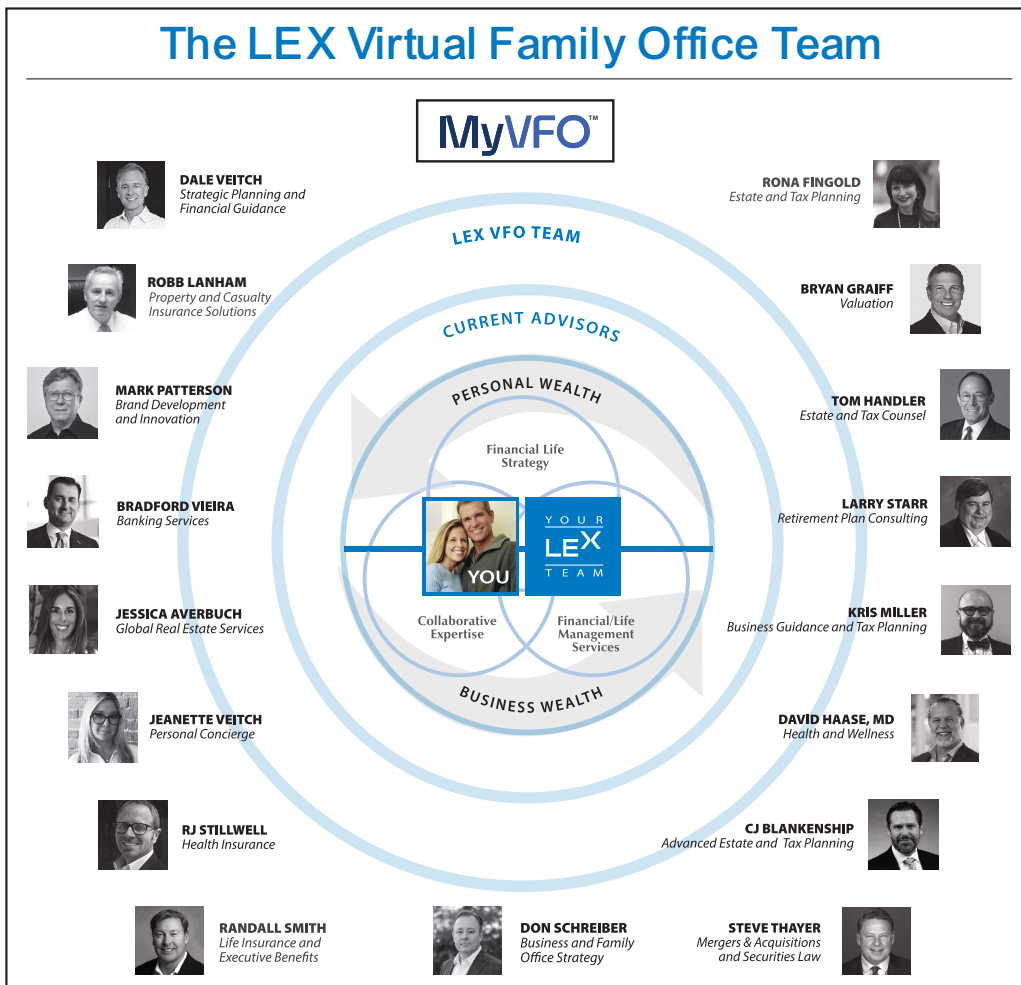 The LEX Virtual Family Office Team
MyVFO™
DALE VEITCH
Strategic Planning and
Financial Guidance
RONA FINGOLD
Estate and Tax Planning
LEX VFO TEAM
ROBB LANHAM
Property and Casualty
Insurance Solutions
BRYAN GRAIFF
Valuation
CURRENT ADVISORS
MARK PATTERSON
Brand Development
and Innovation
PERSONAL WEALTH
TOM HANDLER
Estate and Tax Counsel
Financial Life
Strategy
BRADFORD VIEIRA
Banking Services
LARRY STARR
Retirement Plan Consulting
YOU
YOUR
LEX
TEAM
JESSICA AVERBUCH
Global Real Estate Services
Collaborative
Expertise
Financial/Life
Management
Services
KRIS MILLER
Business Guidance and Tax Planning
BUSINESS WEALTH
JEANETTE VEITCH
Personal Concierge
DAVID HAASE, MD
Health and Wellness
RJ STILLWELL
Health Insurance
CJ BLANKENSHIP
Advanced Estate and Tax Planning
RANDALL SMITH
Life Insurance and
Executive Benefits
DON SCHREIBER
Business and Family
Office Strategy
STEVE THAYER
Mergers & Acquisitions
and Securities Law